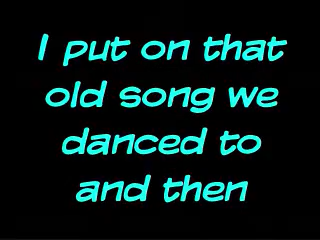 I put on that
old song we
danced to
and then